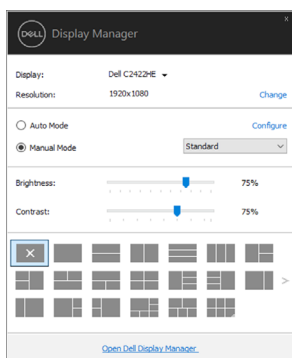 x
DELL Display Manager
Display: Dell C2422HE
Resolution: 1920x1080 Change
Auto Mode Configure
Manual Mode Standard
Brightness: 75%
Contrast: 75%
Open Dell Display Manager